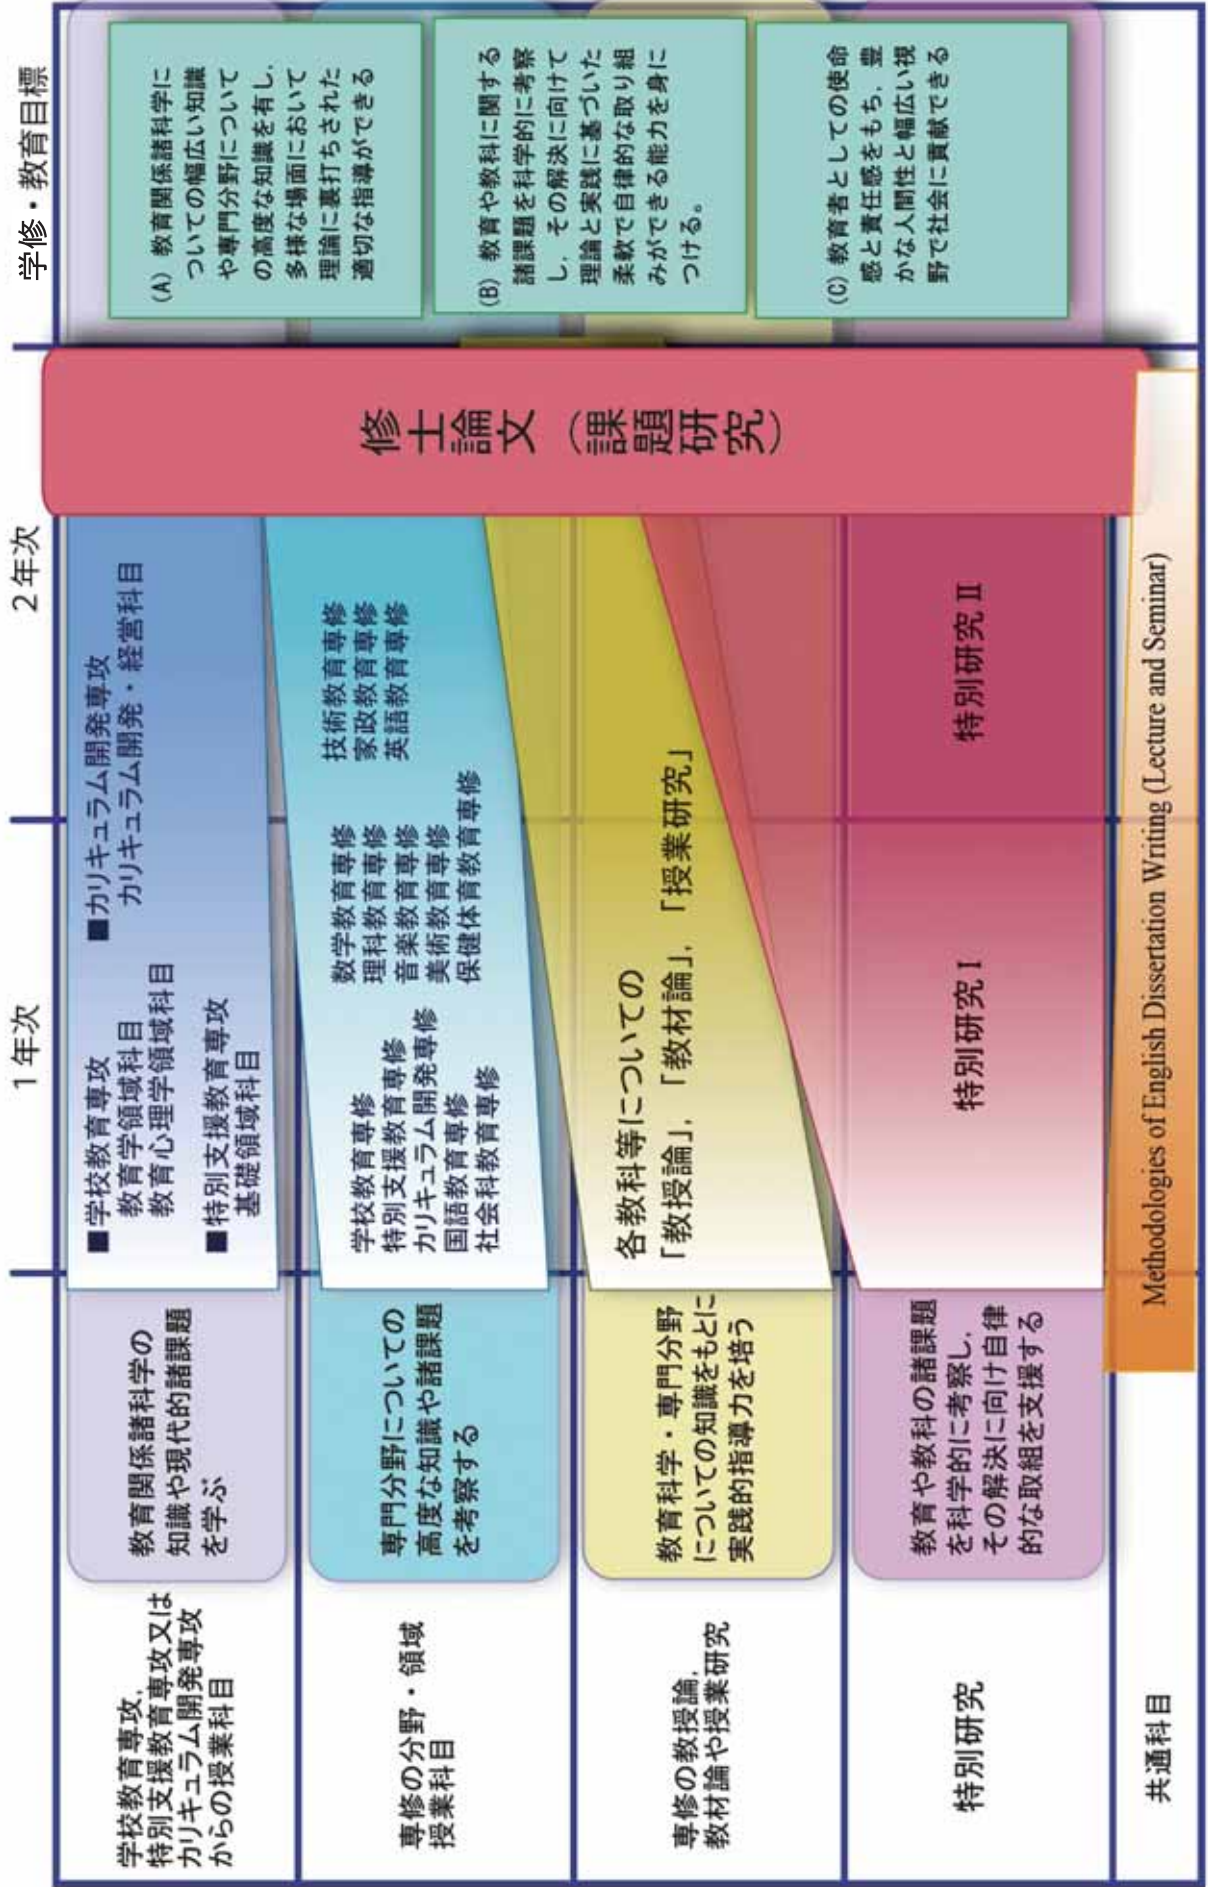 1年次
2年次
学修・教育目標
学校教育専攻,
特別支援教育専攻又は
カリキュラム開発専攻
からの授業科目
教育関係諸科学の
知識や現代的諸課題
を学ぶ
■学校教育専攻
教育学領域科目
教育心理学領域科目
■特別支援教育専攻
基礎領域科目
■カリキュラム開発専攻
カリキュラム開発・経営科目
専修の分野・領域
授業科目
専門分野についての
高度な知識や諸課題
を考察する
学校教育専修
特別支援教育専修
カリキュラム開発専修
国語教育専修
社会科教育専修
数学教育専修
理科教育専修
音楽教育専修
美術教育専修
保健体育教育専修
技術教育専修
家政教育専修
英語教育専修
専修の教授論,
教材論や授業研究
教育科学・専門分野
についての知識をもとに
実践的指導力を培う
各教科等についての
「教授論」,「教材論」,「授業研究」
特別研究
教育や教科の諸課題
を科学的に考察し,
その解決に向け自律
的な取組を支援する
特別研究Ⅰ
特別研究Ⅱ
共通科目
Methodologies of English Dissertation Writing (Lecture and Seminar)
修士論文（課題研究）
(A) 教育関係諸科学に
ついての幅広い知識
や専門分野について
の高度な知識を有し,
多様な場面において
理論に裏打ちされた
適切な指導ができる
(B) 教育や教科に関する
諸課題を科学的に考察
し, その解決に向けて
理論と実践に基づいた
柔軟で自律的な取り組
みができる能力を身に
つける。
(C) 教育者としての使命
感と責任感をもち, 豊
かな人間性と幅広い視
野で社会に貢献できる